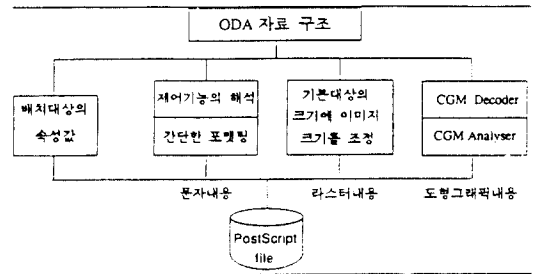 ODA 자료 구조
배치대상의
속성값
제어기능의 해석
간단한 포맷팅
기본대상의
크기에 이미지
크기를 조정
CGM Decoder
CGM Analyser
문자내용
라스터내용
도형그래픽내용
PostScript
file